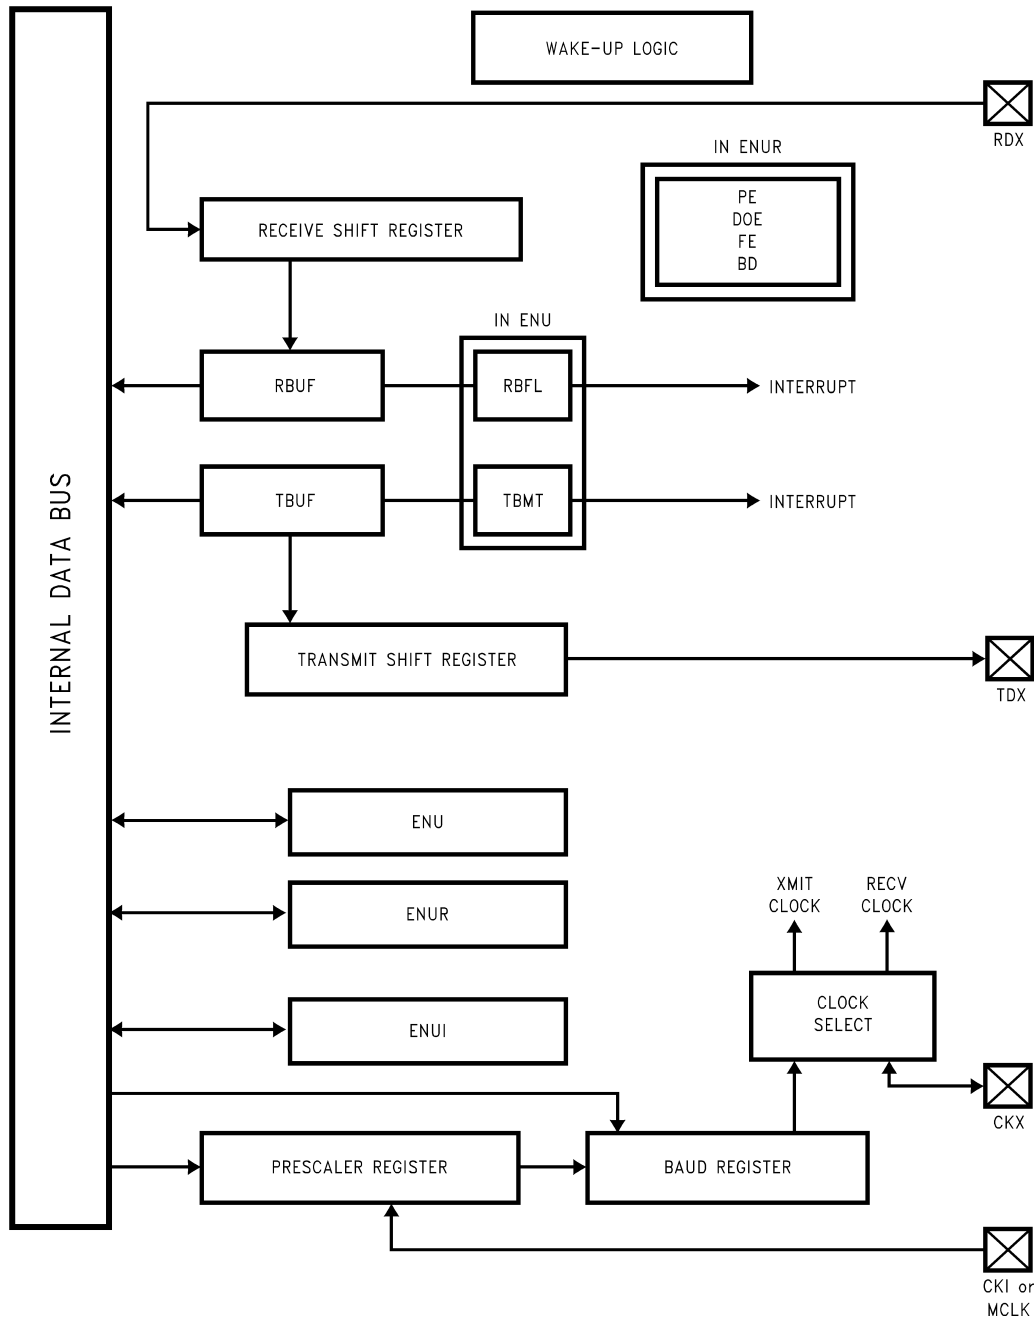 WAKE-UP LOGIC
RDX
IN ENUR
PE
DOE
FE
BD
RECEIVE SHIFT REGISTER
IN ENU
RBUF
RBFL
INTERRUPT
TBUF
TBMT
INTERRUPT
INTERNAL DATA BUS
TRANSMIT SHIFT REGISTER
TDX
ENU
ENUR
XMIT
CLOCK
RECV
CLOCK
CLOCK
SELECT
ENUI
CKX
PRESCALER REGISTER
BAUD REGISTER
CKI or
MCLK